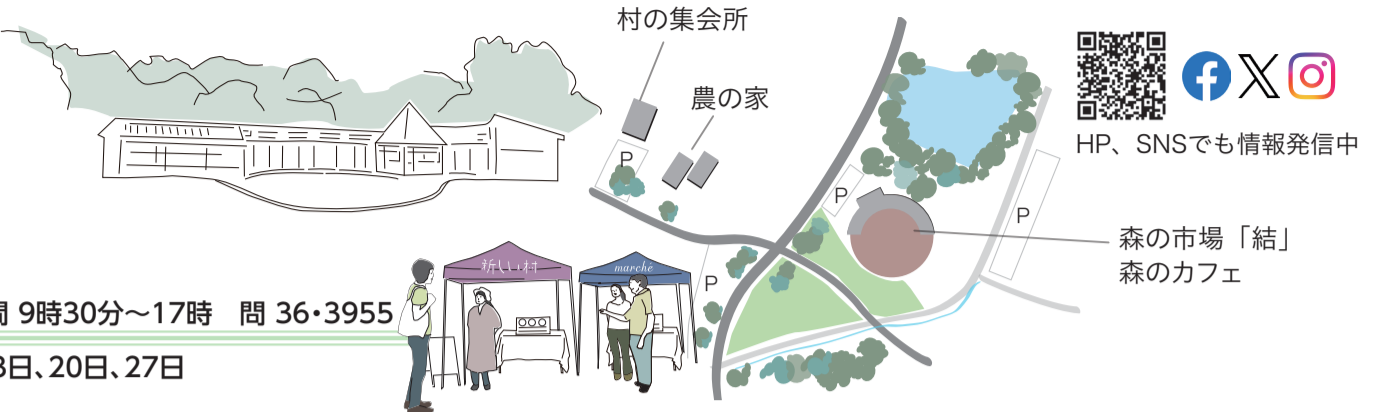 村の集会所
農の家
P
P
P
P
HP、SNSでも情報発信中
森の市場「結」
森のカフェ
新しい村
marché
9時30分～17時 問 36・3955
日、20日、27日